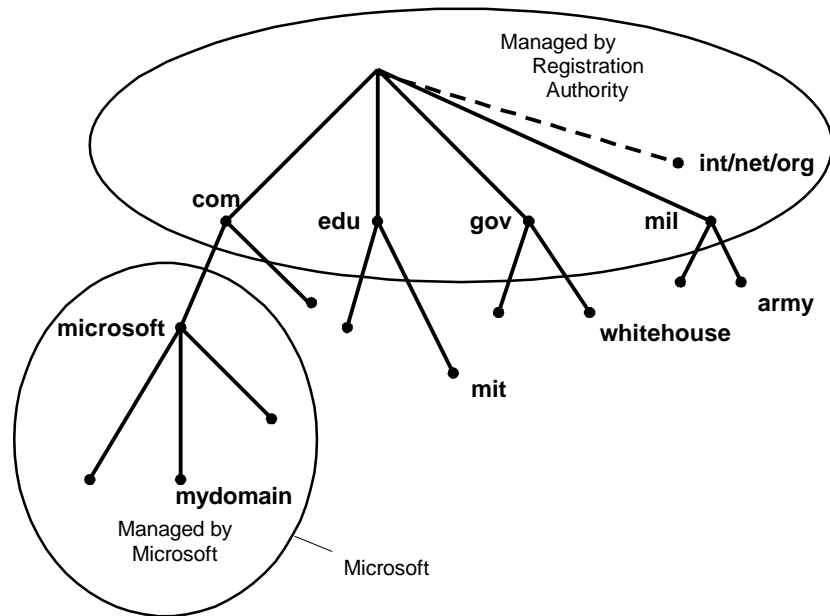 Managed by
Registration
Authority
int/net/org
com
edu
gov
mil
army
microsoft
whitehouse
mit
mydomain
Managed by
Microsoft
Microsoft